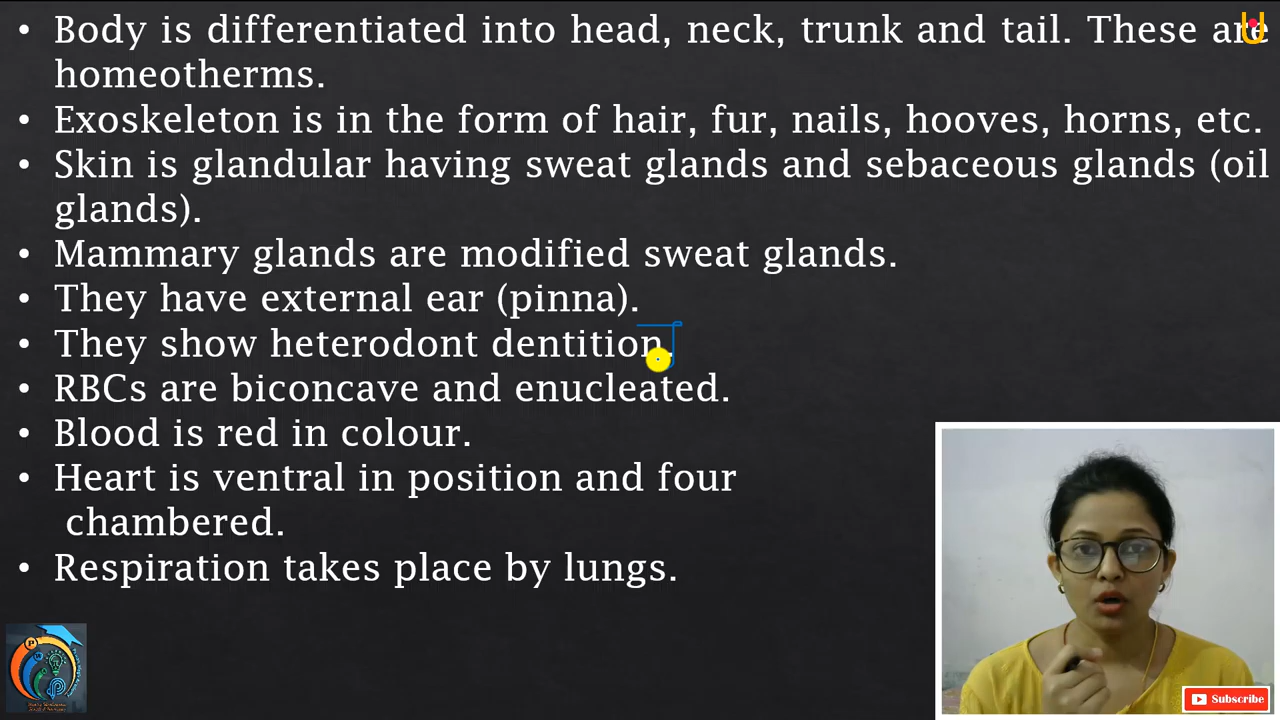 • Body is differentiated into head, neck, trunk and tail. These are
homeotherms.
• Exoskeleton is in the form of hair, fur, nails, hooves, horns, etc.
• Skin is glandular having sweat glands and sebaceous glands (oil
glands).
• Mammary glands are modified sweat glands.
• They have external ear (pinna).
• They show heterodont dentition.
• RBCs are biconcave and enucleated.
• Blood is red in colour.
• Heart is ventral in position and four
chambered.
• Respiration takes place by lungs.
Subscribe